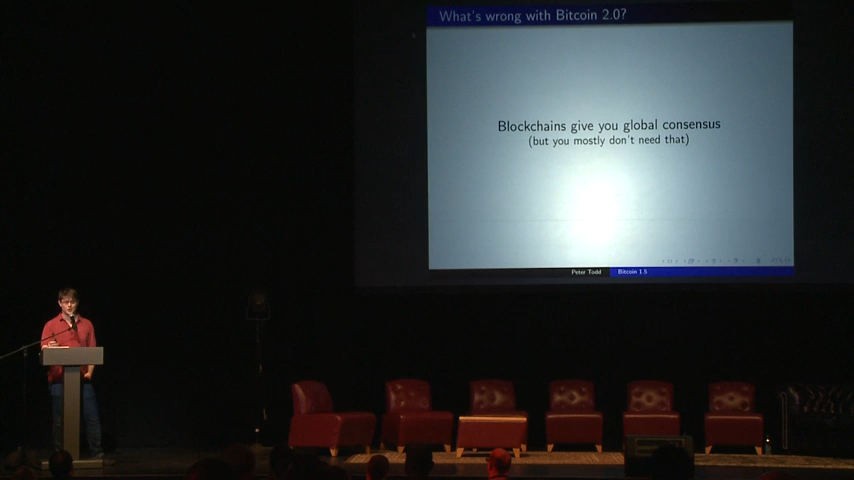 What's wrong with Bitcoin 2.0?
Blockchains give you global consensus
(but you mostly don't need that)
Peter Todd
Bitcoin 1.5